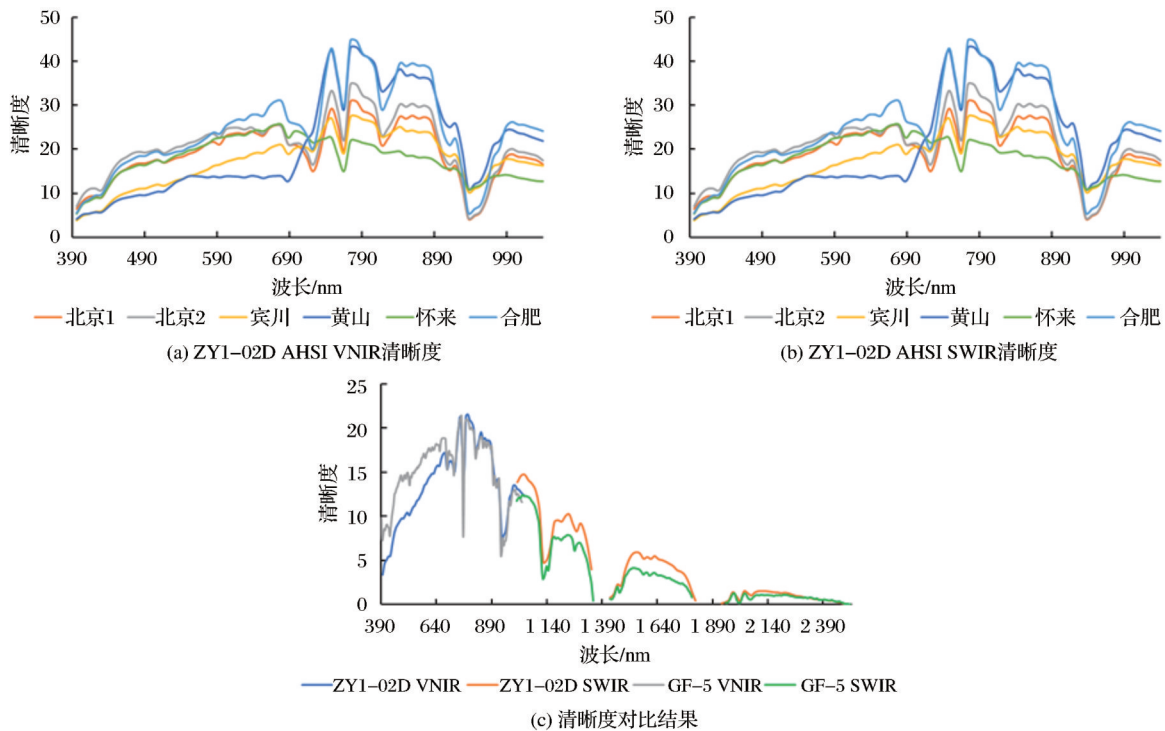 50
40
30
20
10
0
清晰度
390 490 590 690 790 890 990
波长/nm
北京1 北京2 宾川 黄山 怀来 合肥
(a) ZY1-02D AHSI VNIR清晰度
50
40
30
20
10
0
清晰度
390 490 590 690 790 890 990
波长/nm
北京1 北京2 宾川 黄山 怀来 合肥
(b) ZY1-02D AHSI SWIR清晰度
25
20
15
10
5
0
清晰度
390 640 890 1 140 1 390 1 640 1 890 2 140 2 390
波长/nm
ZY1-02D VNIR ZY1-02D SWIR GF-5 VNIR GF-5 SWIR
(c) 清晰度对比结果